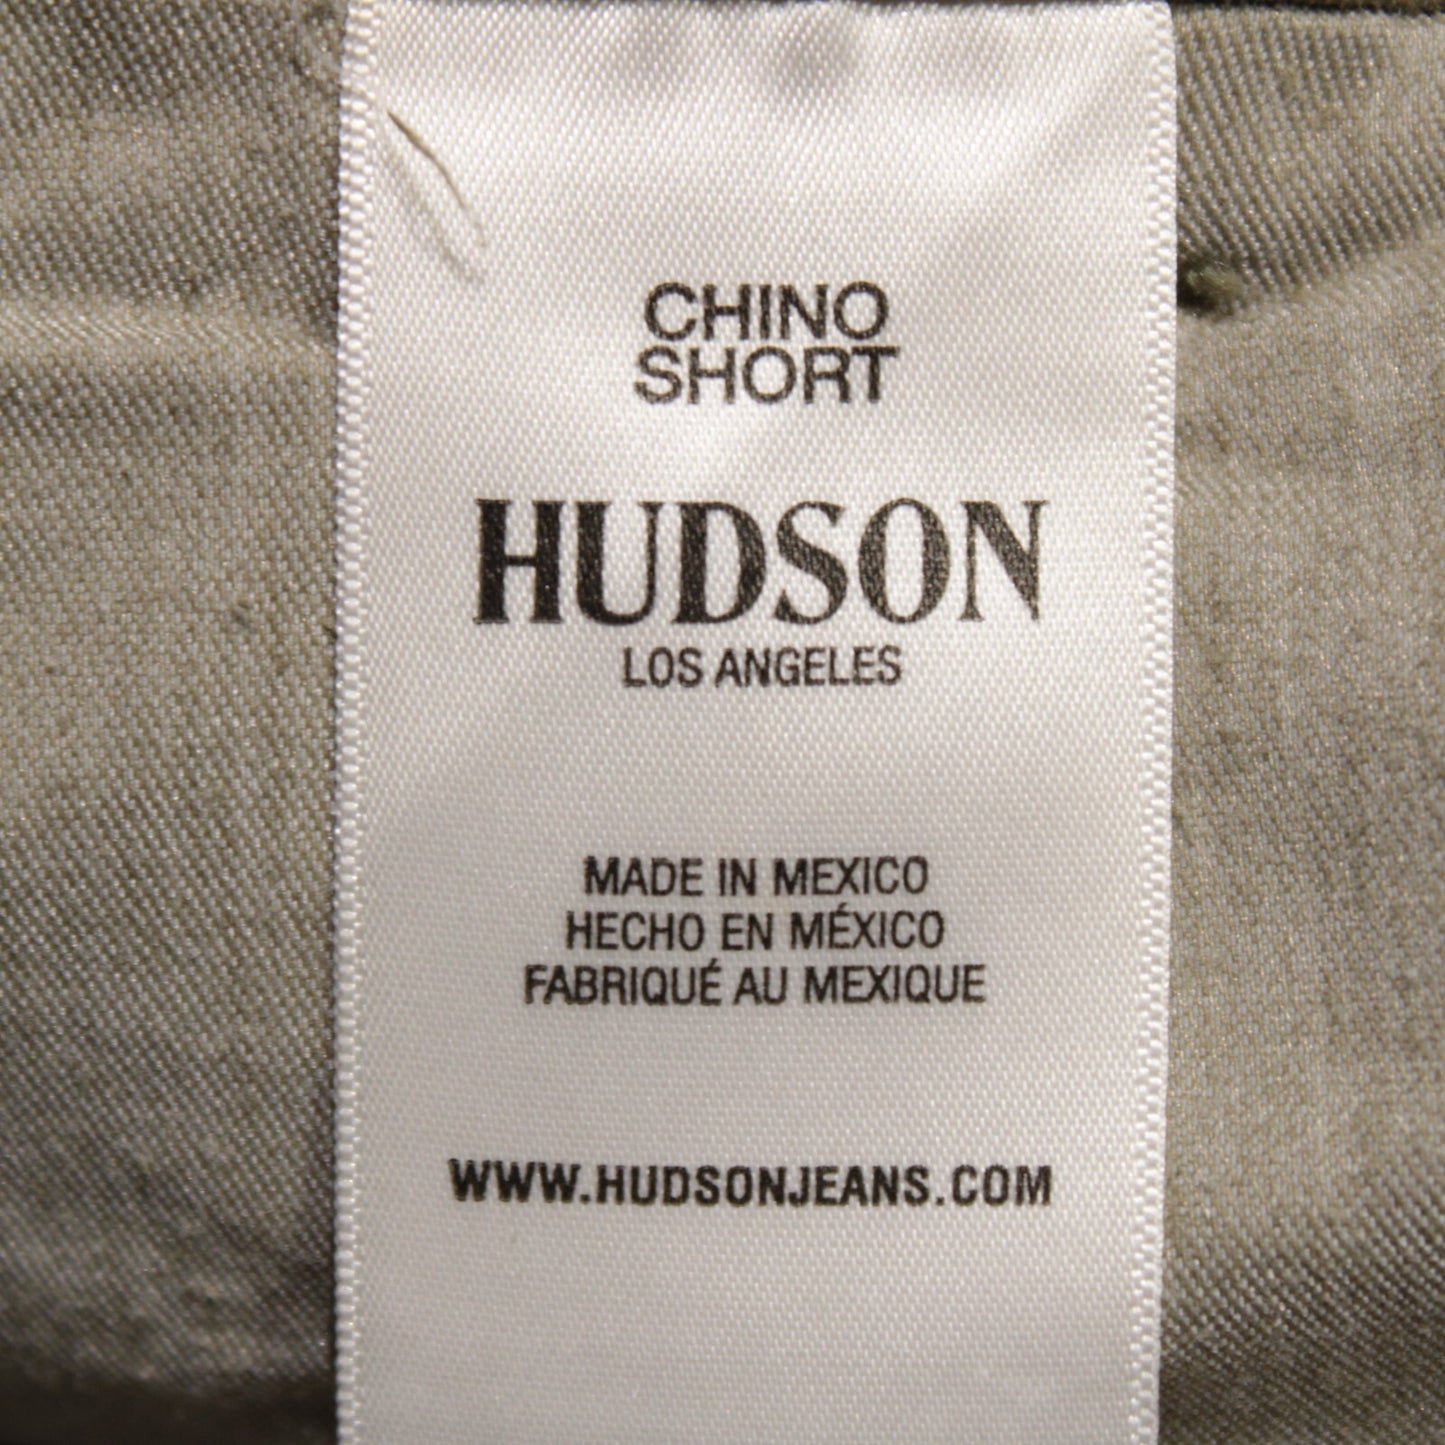 CHINO
SHORT
HUDSON
LOS ANGELES
MADE IN MEXICO
HECHO EN MÉXICO
FABRIQUÉ AU MEXIQUE
WWW.HUDSONJEANS.COM